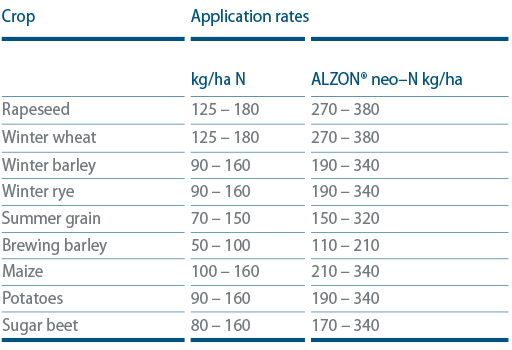 Crop Application rates
kg/ha N ALZON® neo–N kg/ha
Rapeseed 125 – 180 270 – 380
Winter wheat 125 – 180 270 – 380
Winter barley 90 – 160 190 – 340
Winter rye 90 – 160 190 – 340
Summer grain 70 – 150 150 – 320
Brewing barley 50 – 100 110 – 210
Maize 100 – 160 210 – 340
Potatoes 90 – 160 190 – 340
Sugar beet 80 – 160 170 – 340